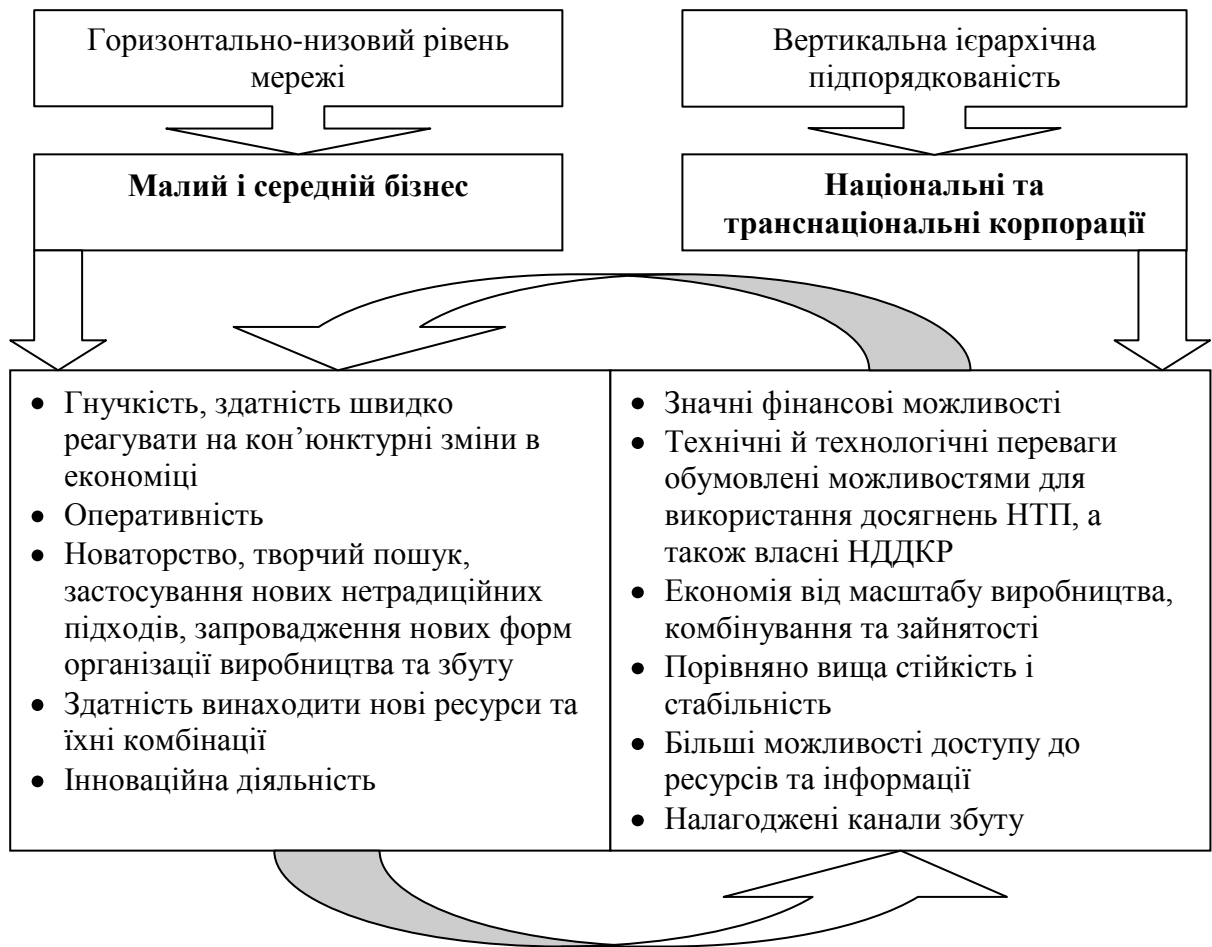 Горизонтально-низовий рівень
мережі
Вертикальна ієрархічна
підпорядкованість
Малий і середній бізнес
Національні та
транснаціональні корпорації
• Гнучкість, здатність швидко
реагувати на кон’юнктурні зміни в
економіці
• Оперативність
• Новаторство, творчий пошук,
застосування нових нетрадиційних
підходів, запровадження нових форм
організації виробництва та збуту
• Здатність винаходити нові ресурси та
їхні комбінації
• Інноваційна діяльність
• Значні фінансові можливості
• Технічні й технологічні переваги
обумовлені можливостями для
використання досягнень НТП, а
також власні НДДКР
• Економія від масштабу виробництва,
комбінування та зайнятості
• Порівняно вища стійкість і
стабільність
• Більші можливості доступу до
ресурсів та інформації
• Налагоджені канали збуту